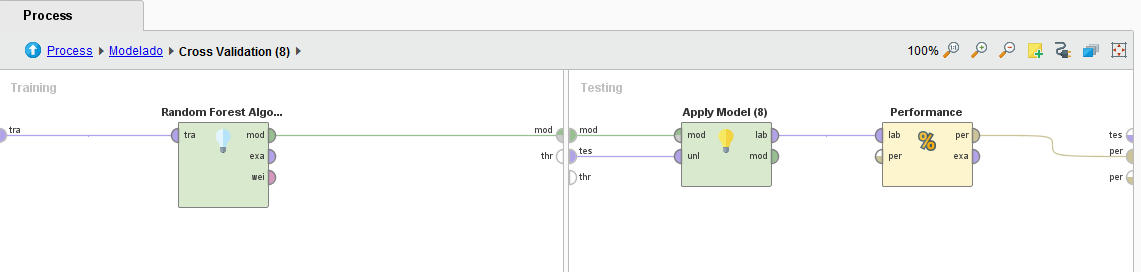 Process
Process Modelado Cross Validation (8)
100%
Training
Testing
Random Forest Algo...
Apply Model (8)
Performance
tra
tra
mod
exa
wei
mod
thr
mod
tes
thr
mod
unl
lab
mod
lab
per
per
exa
tes
per
per